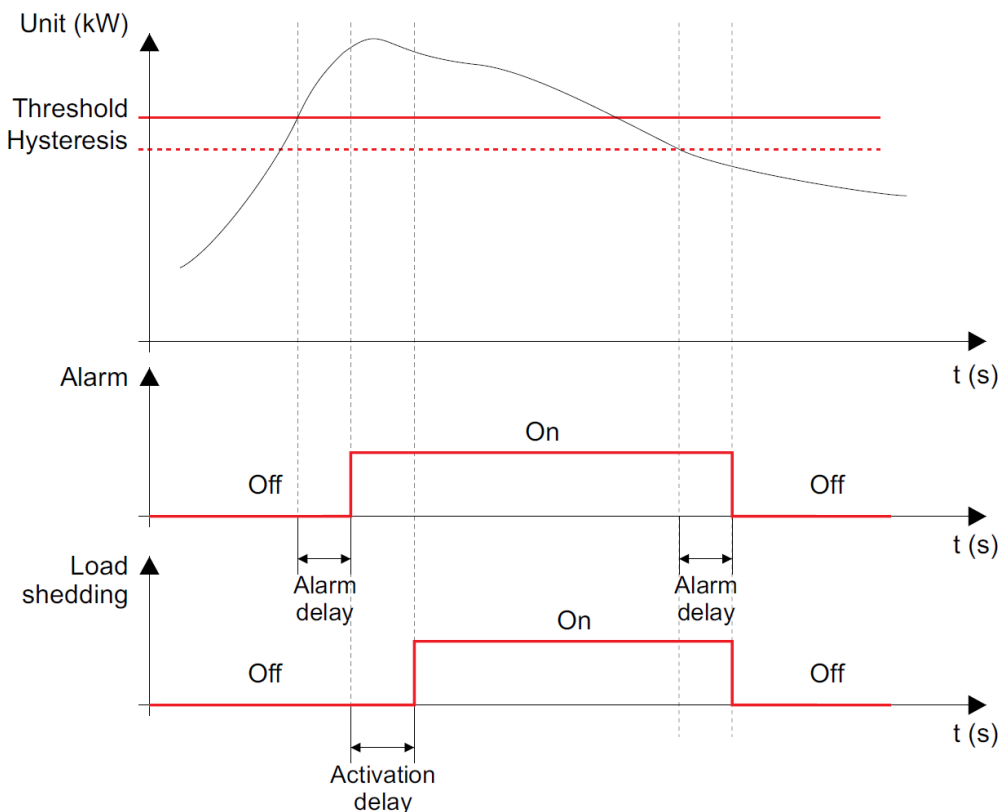 Unit (kW)
Threshold
Hysteresis
t (s)
Alarm
On
Off
Off
t (s)
Load
shedding
Alarm
delay
Alarm
delay
On
Off
Off
t (s)
Activation
delay